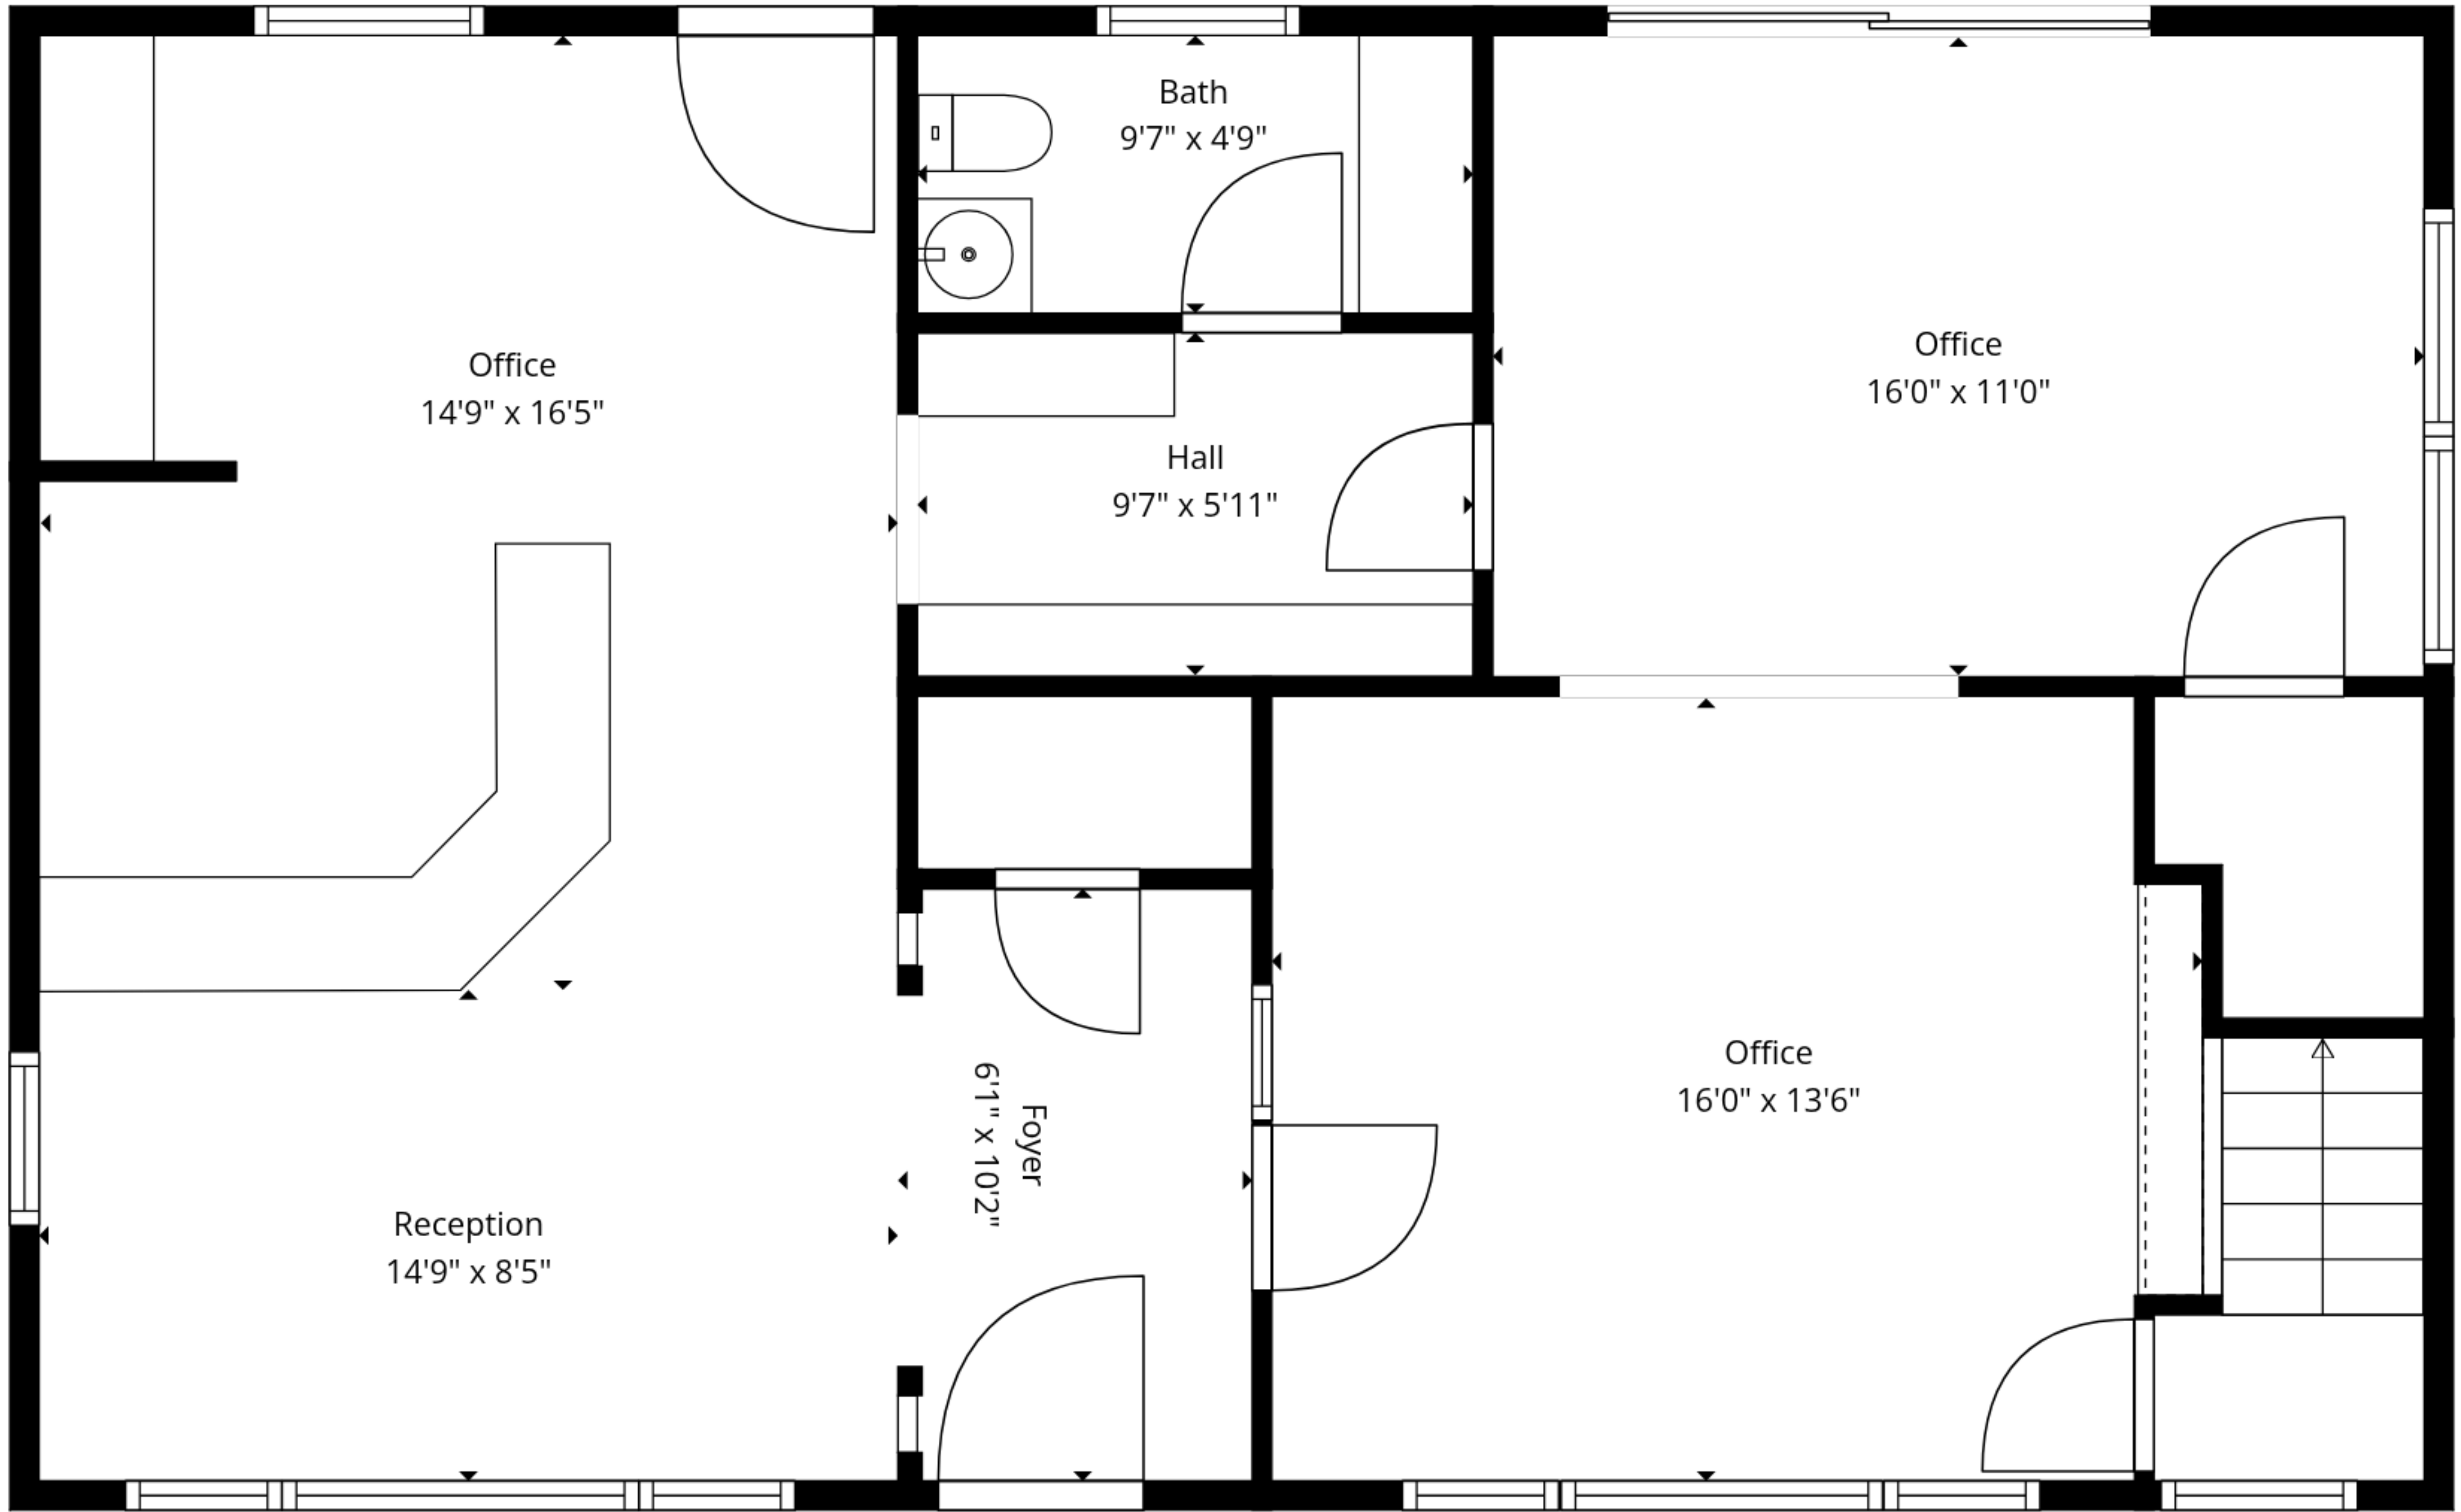 Bath
9'7" x 4'9"
Office
14'9" x 16'5"
Office
16'0" x 11'0"
Hall
9'7" x 5'11"
Foyer
6'1" x 10'2"
Office
16'0" x 13'6"
Reception
14'9" x 8'5"